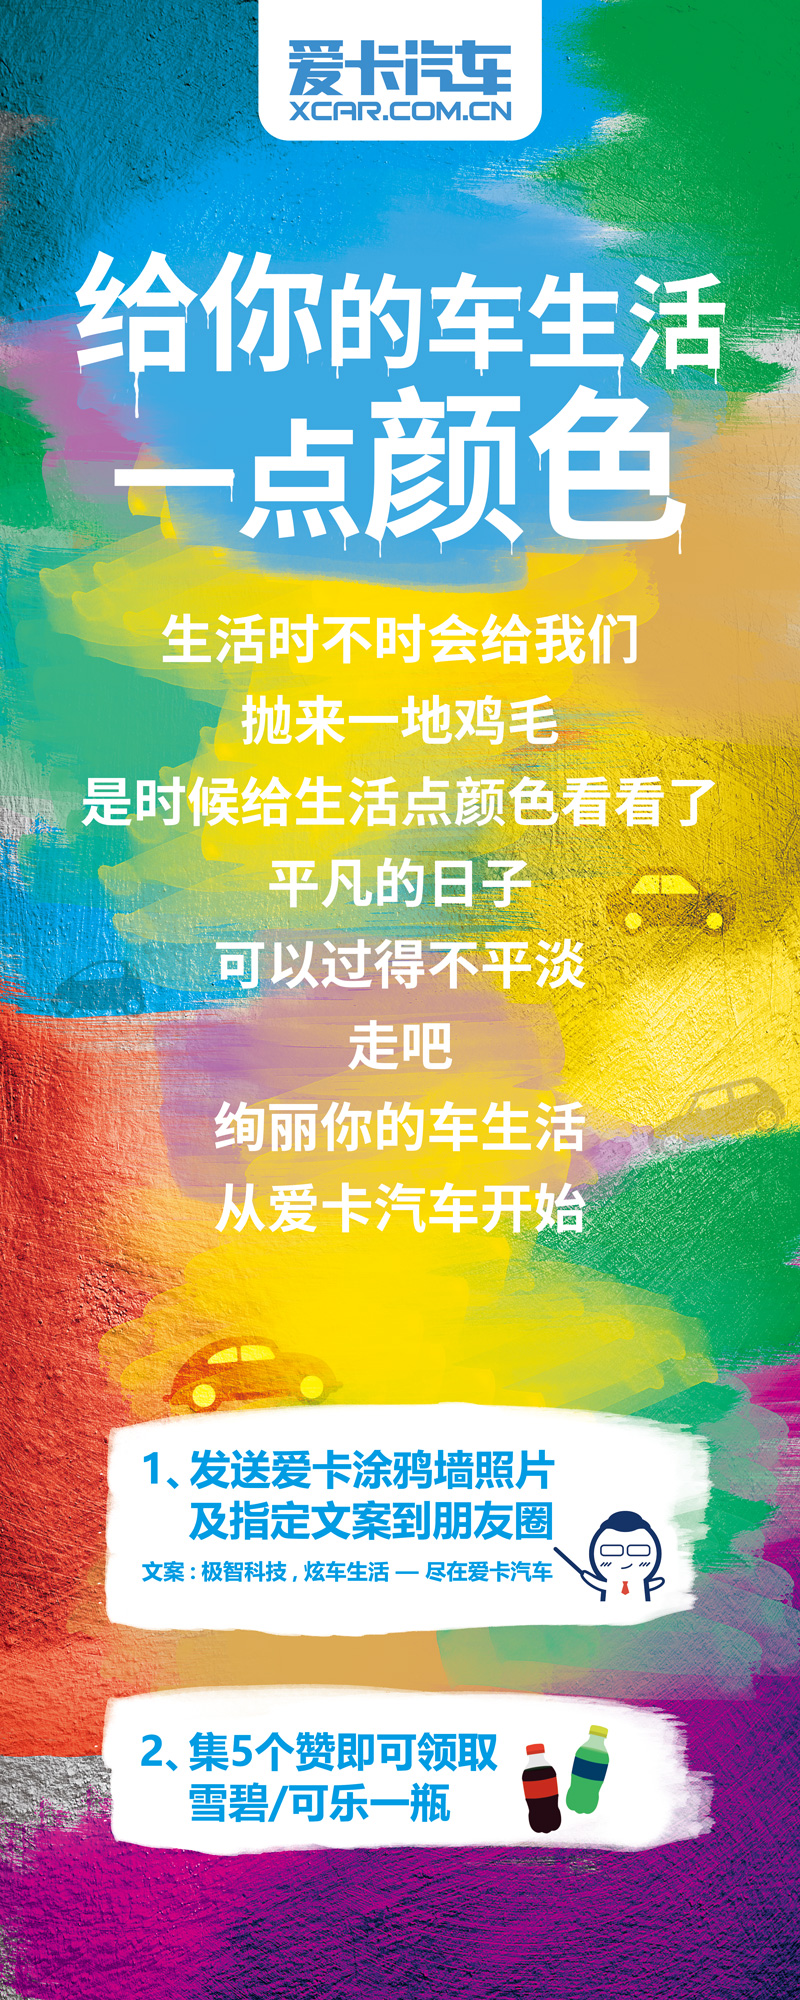 爱卡汽车
XCAR.COM.CN
给你的车生活
一点颜色
生活时不时会给我们
抛来一地鸡毛
是时候给生活点颜色看看了
平凡的日子
可以过得不平淡
走吧
绚丽你的车生活
从爱卡汽车开始
1、发送爱卡涂鸦墙照片
及指定文案到朋友圈
文案：极智科技，炫车生活 — 尽在爱卡汽车
2、集5个赞即可领取
雪碧/可乐一瓶